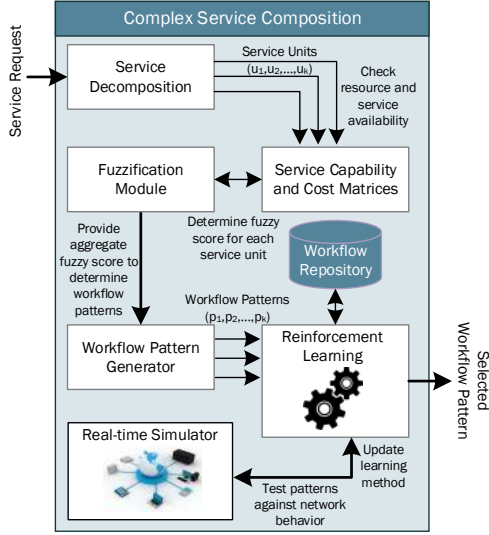 Complex Service Composition
Service Request
Service
Decomposition
Service Units
(u1,u2,...,uk)
Check
resource and
service
availability
Fuzzification
Module
Service Capability
and Cost Matrices
Provide
aggregate
fuzzy score to
determine
workflow
patterns
Determine fuzzy
score for each
service unit
Workflow
Repository
Workflow Patterns
(p1,p2,...,pk)
Workflow Pattern
Generator
Reinforcement
Learning
Selected
Workflow Pattern
Real-time Simulator
Update
learning
method
Test patterns
against network
behavior